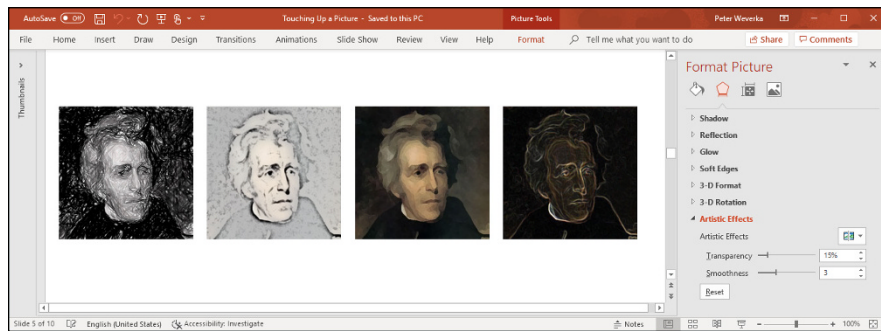 AutoSave Off Touching Up a Picture - Saved to this PC Picture Tools Peter Weverka
File Home Insert Draw Design Transitions Animations Slide Show Review View Help Format Tell me what you want to do Share Comments
Thumbnails
Format Picture
Shadow
Reflection
Glow
Soft Edges
3-D Format
3-D Rotation
Artistic Effects
Artistic Effects
Transparency 15%
Smoothness 3
Reset
Slide 5 of 10 English (United States) Accessibility: Investigate Notes 100%